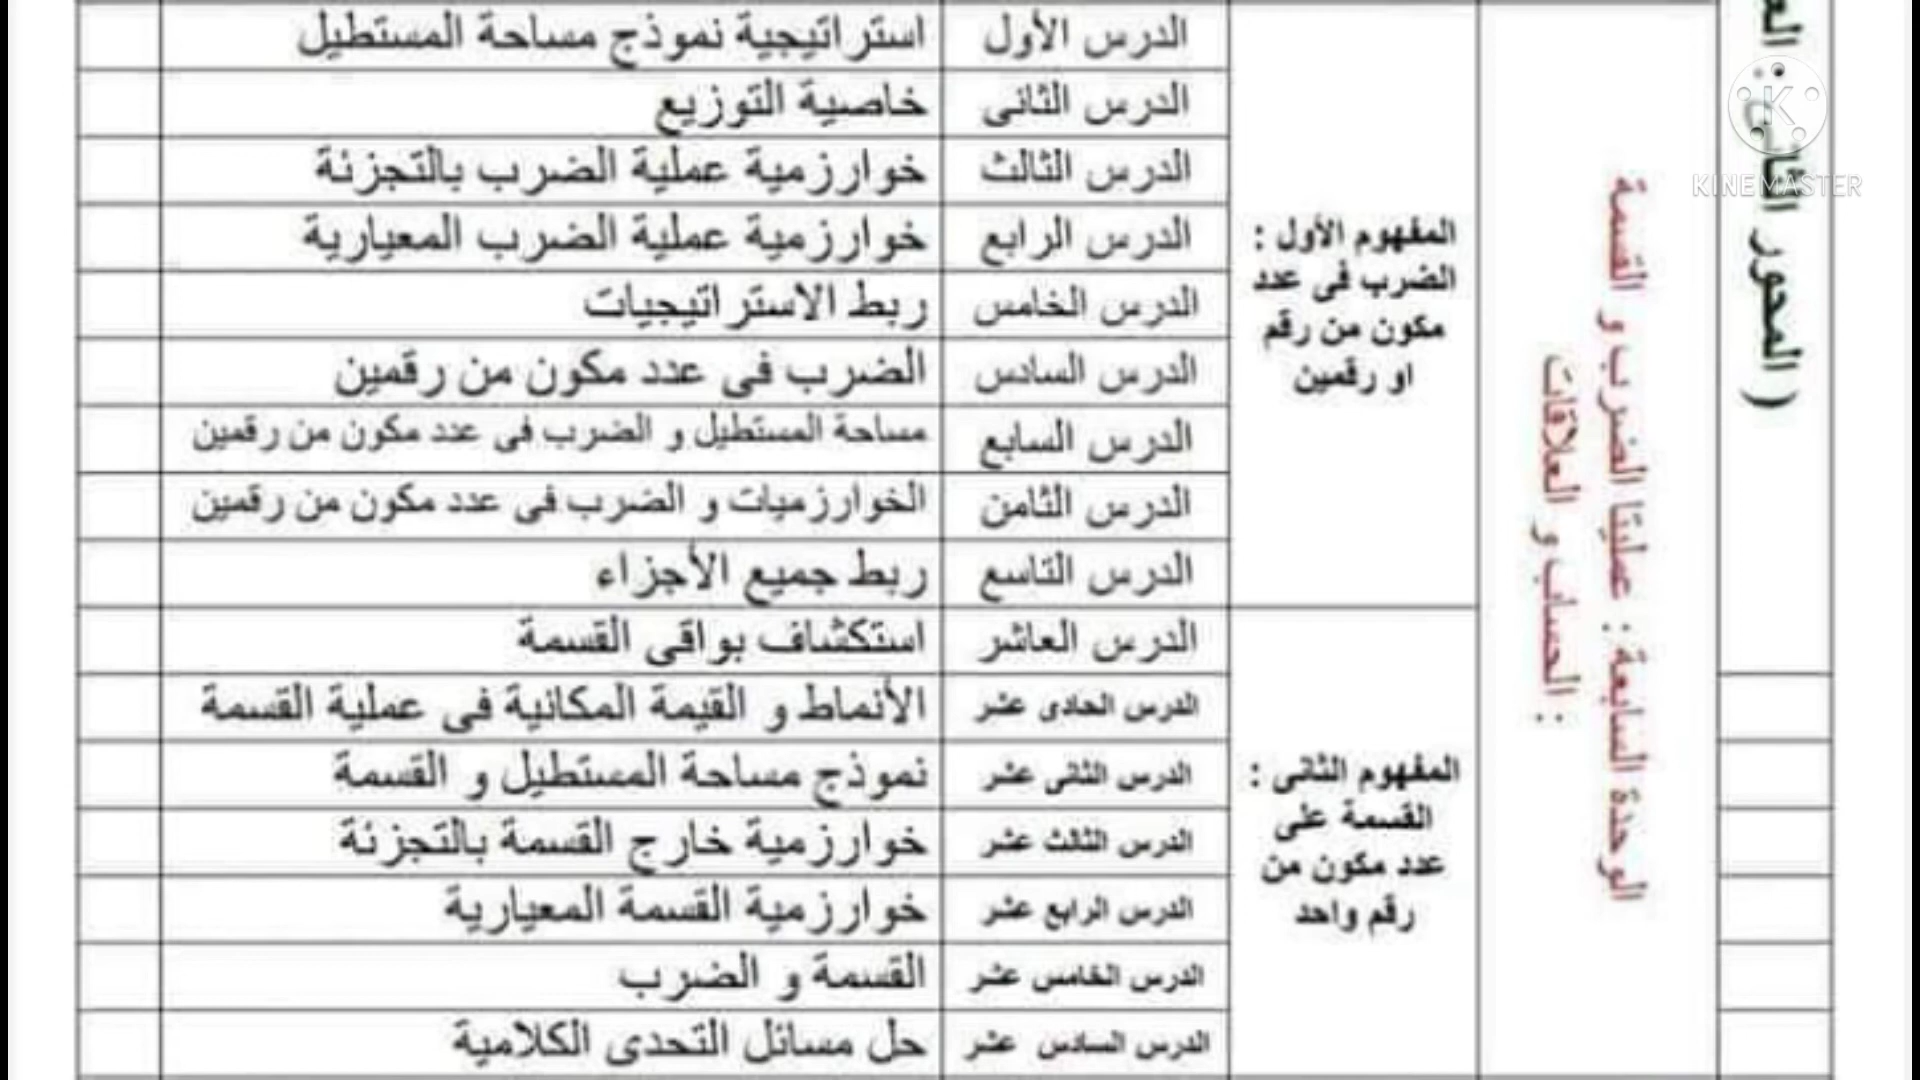 ( المحور الثانى :
الوحدة السابعة : عمليتا الضرب و القسمة
الحساب و العلاقات :
المفهوم الأول :
الضرب فى عدد
مكون من رقم
او رقمين
الدرس الأول استراتيجية نموذج مساحة المستطيل
الدرس الثانى خاصية التوزيع
الدرس الثالث خوارزمية عملية الضرب بالتجزئة
الدرس الرابع خوارزمية عملية الضرب المعيارية
الدرس الخامس ربط الاستراتيجيات
الدرس السادس الضرب فى عدد مكون من رقمين
الدرس السابع مساحة المستطيل و الضرب فى عدد مكون من رقمين
الدرس الثامن الخوارزميات و الضرب فى عدد مكون من رقمين
الدرس التاسع ربط جميع الأجزاء
المفهوم الثانى :
القسمة على
عدد مكون من
رقم واحد
الدرس العاشر استكشاف بواقى القسمة
الدرس الحادى عشر الأنماط و القيمة المكانية فى عملية القسمة
الدرس الثانى عشر نموذج مساحة المستطيل و القسمة
الدرس الثالث عشر خوارزمية خارج القسمة بالتجزئة
الدرس الرابع عشر خوارزمية القسمة المعيارية
الدرس الخامس عشر القسمة و الضرب
الدرس السادس عشر حل مسائل التحدى الكلامية
K
KINEMASTER